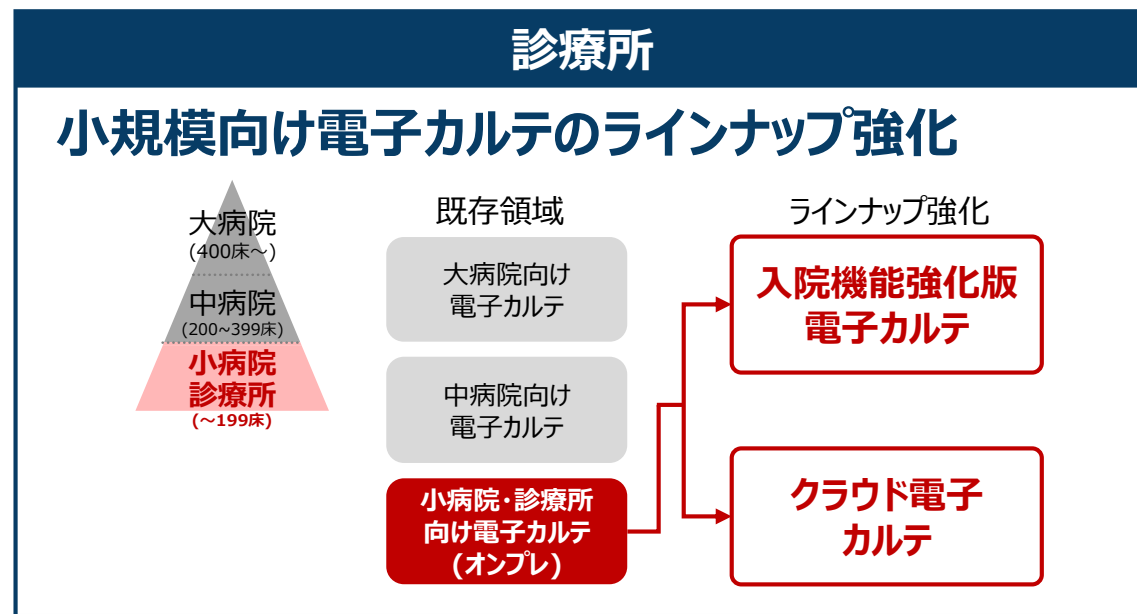 診療所
小規模向け電子カルテのラインナップ強化
大病院
(400床～)
中病院
(200~399床)
小病院
診療所
(～199床)
既存領域
大病院向け
電子カルテ
中病院向け
電子カルテ
小病院・診療所
向け電子カルテ
(オンプレ)
ラインナップ強化
入院機能強化版
電子カルテ
クラウド電子
カルテ